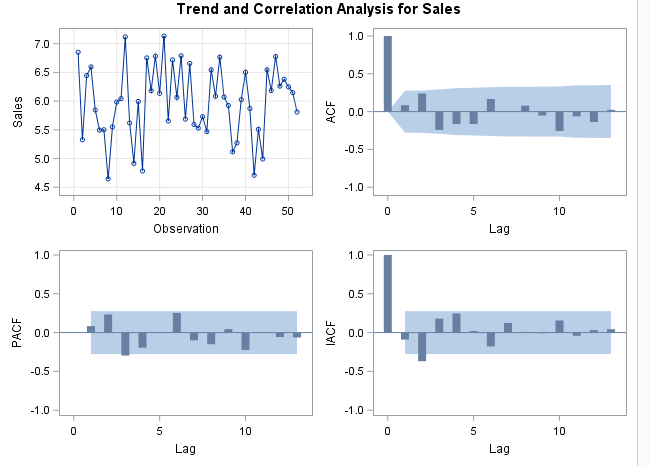 Trend and Correlation Analysis for Sales
7.0
6.5
6.0
5.5
5.0
4.5
Sales
0 10 20 30 40 50
Observation
1.0
0.5
0.0
-0.5
-1.0
ACF
0 5 10
Lag
1.0
0.5
0.0
-0.5
-1.0
PACF
0 5 10
Lag
1.0
0.5
0.0
-0.5
-1.0
IACF
0 5 10
Lag